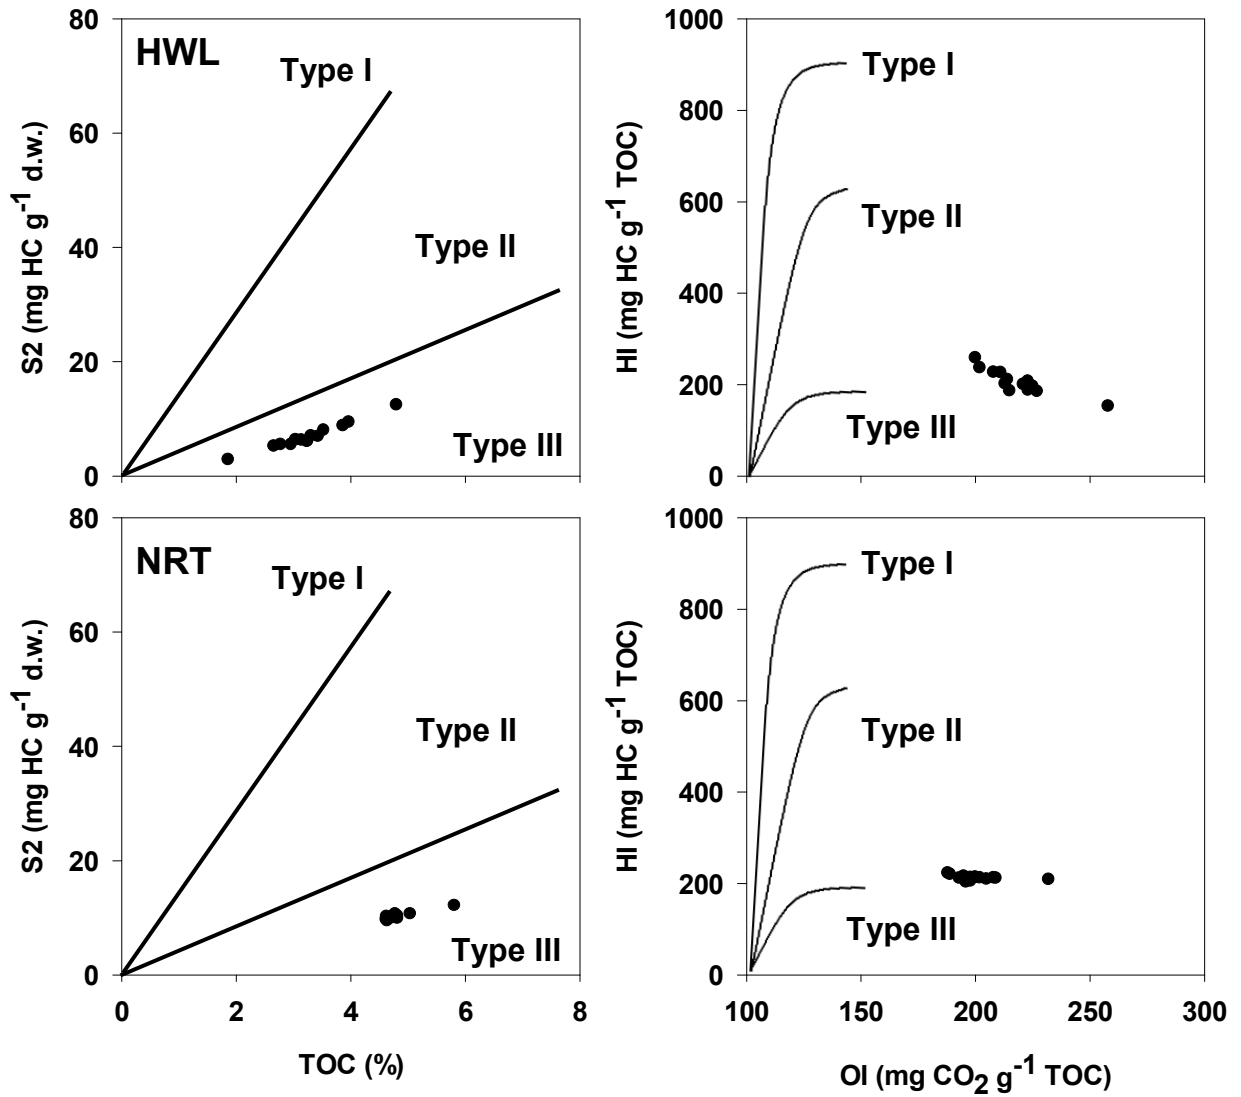 80
HWL
Type I
60
S2 (mg HC g-1 d.w.)
40
Type II
20
Type III
0
1000
Type I
800
HI (mg HC g-1 TOC)
600
Type II
400
200
Type III
0
80
NRT
Type I
60
S2 (mg HC g-1 d.w.)
40
Type II
20
Type III
0
0 2 4 6 8
TOC (%)
1000
Type I
800
HI (mg HC g-1 TOC)
600
Type II
400
200
Type III
0
100 150 200 250 300
OI (mg CO2 g-1 TOC)